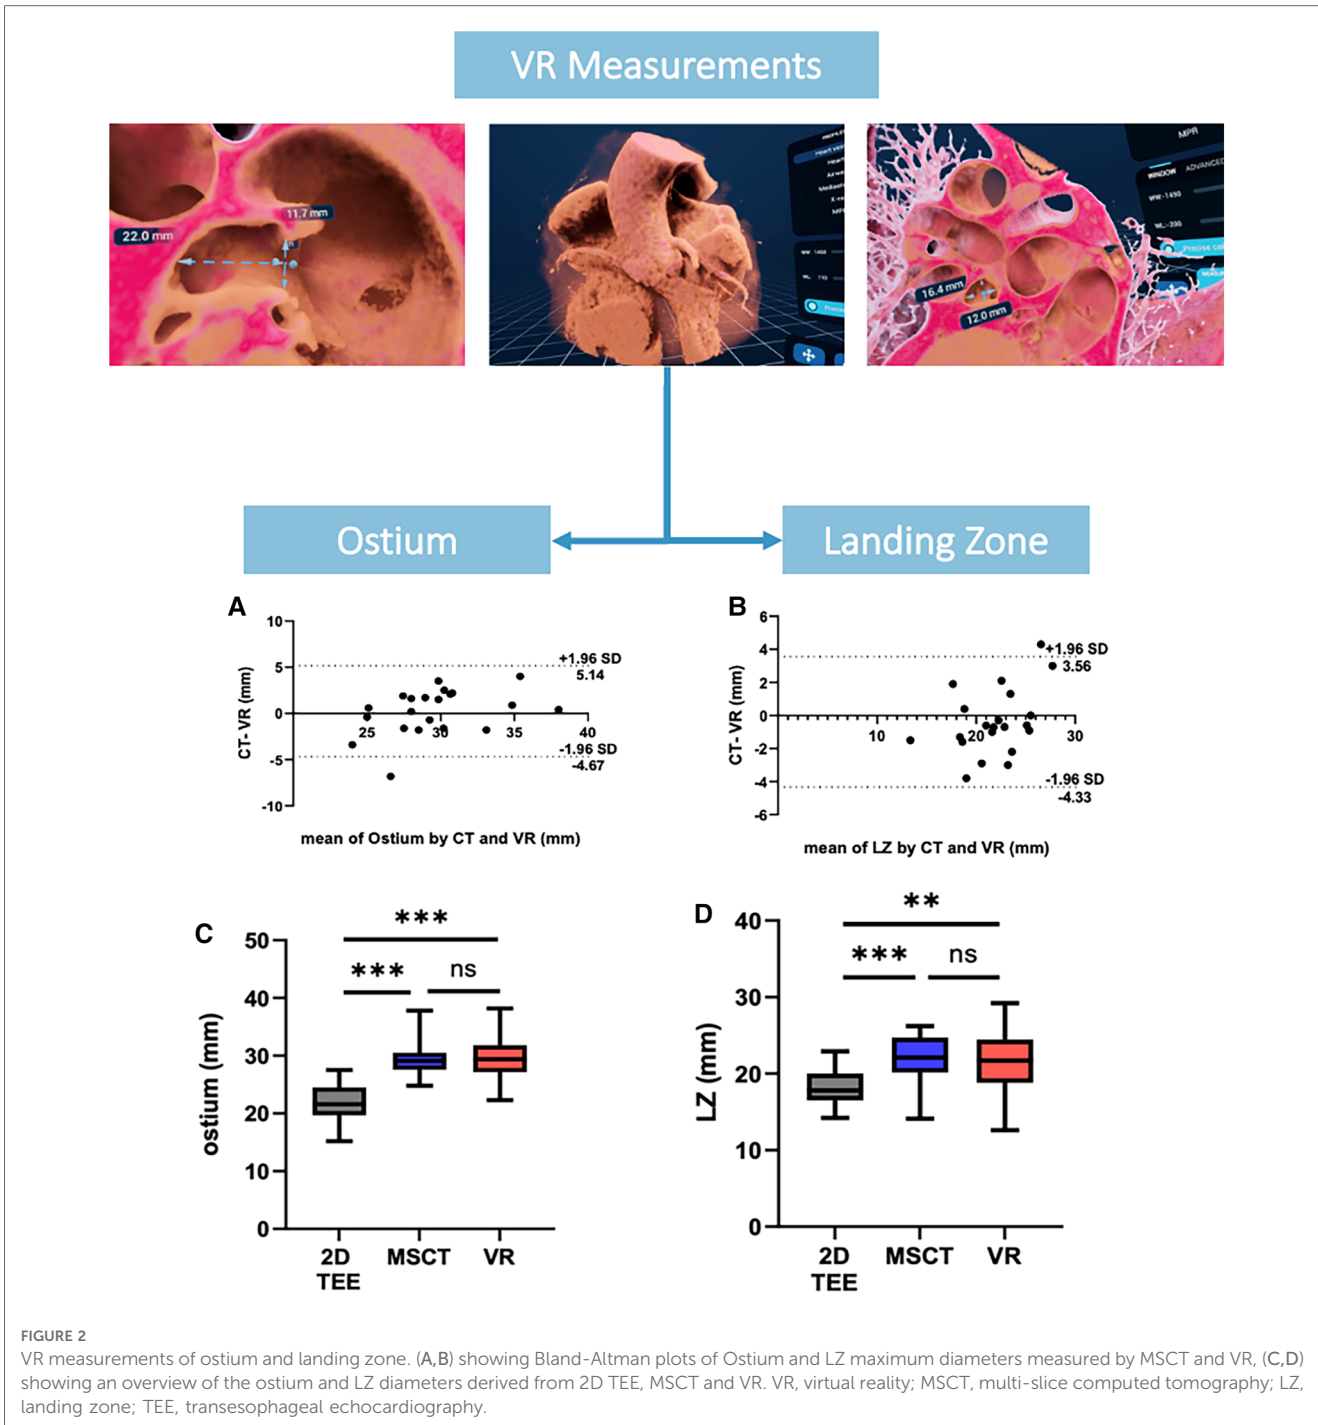 VR Measurements
22.0 mm
11.7 mm
MPR
WINDOW
ADVANCED
WW: 1450
Precise
16.4 mm
12.0 mm
Ostium
Landing Zone
A
10
5
0
-5
-10
CT- VR (mm)
25
30
35
40
+1.96 SD
5.14
-1.96 SD
-4.67
mean of Ostium by CT and VR (mm)
B
6
4
2
0
-2
-4
-6
CT- VR (mm)
10
20
30
+1.96 SD
3.56
-1.96 SD
-4.33
mean of LZ by CT and VR (mm)
C
***
***
ns
50
40
30
20
10
0
ostium (mm)
2D TEE
MSCT
VR
D
**
***
ns
40
30
20
10
0
LZ (mm)
2D TEE
MSCT
VR
FIGURE 2
VR measurements of ostium and landing zone. (A,B) showing Bland-Altman plots of Ostium and LZ maximum diameters measured by MSCT and VR, (C,D)
showing an overview of the ostium and LZ diameters derived from 2D TEE, MSCT and VR. VR, virtual reality; MSCT, multi-slice computed tomography; LZ,
landing zone; TEE, transesophageal echocardiography.